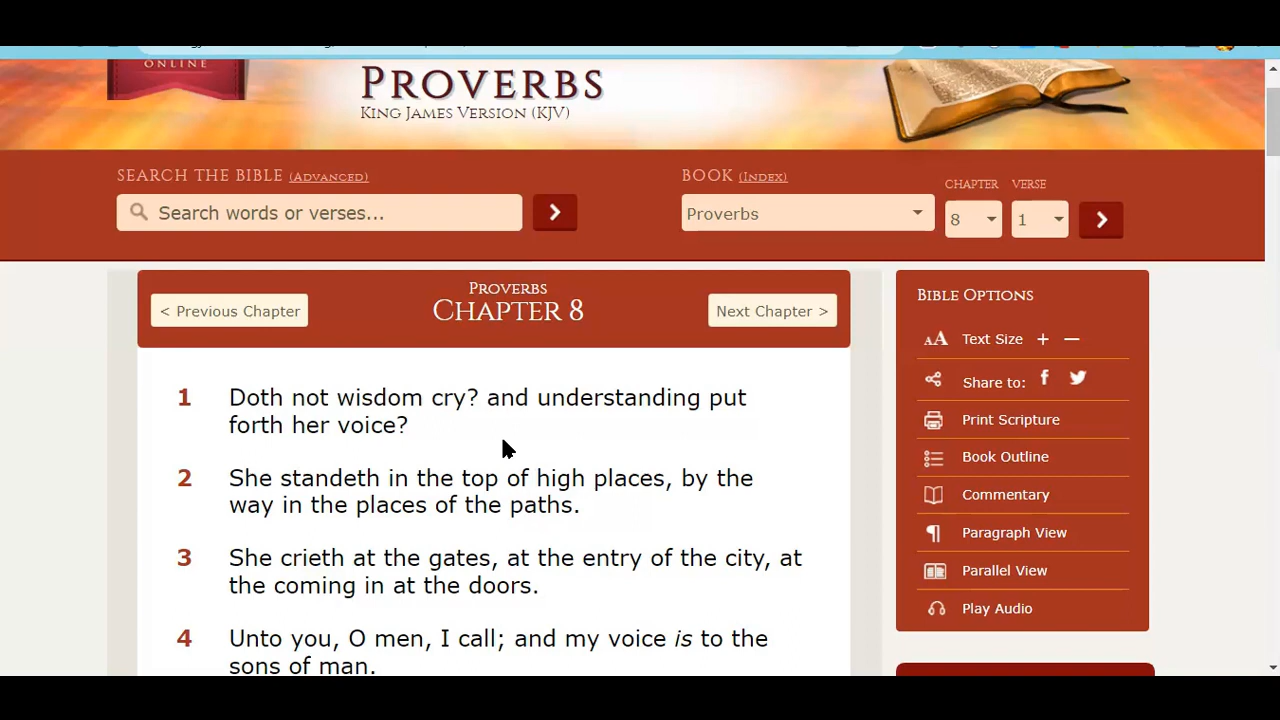 ONLINE
PROVERBS
KING JAMES VERSION (KJV)
SEARCH THE BIBLE (ADVANCED)
BOOK (INDEX)
CHAPTER
VERSE
Search words or verses...
Proverbs
8
1
PROVERBS
CHAPTER 8
< Previous Chapter
Next Chapter >
1 Doth not wisdom cry? and understanding put
forth her voice?
2 She standeth in the top of high places, by the
way in the places of the paths.
3 She crieth at the gates, at the entry of the city, at
the coming in at the doors.
4 Unto you, O men, I call; and my voice is to the
sons of man.
BIBLE OPTIONS
AA Text Size + —
Share to: f
Print Scripture
Book Outline
Commentary
¶ Paragraph View
Parallel View
Play Audio